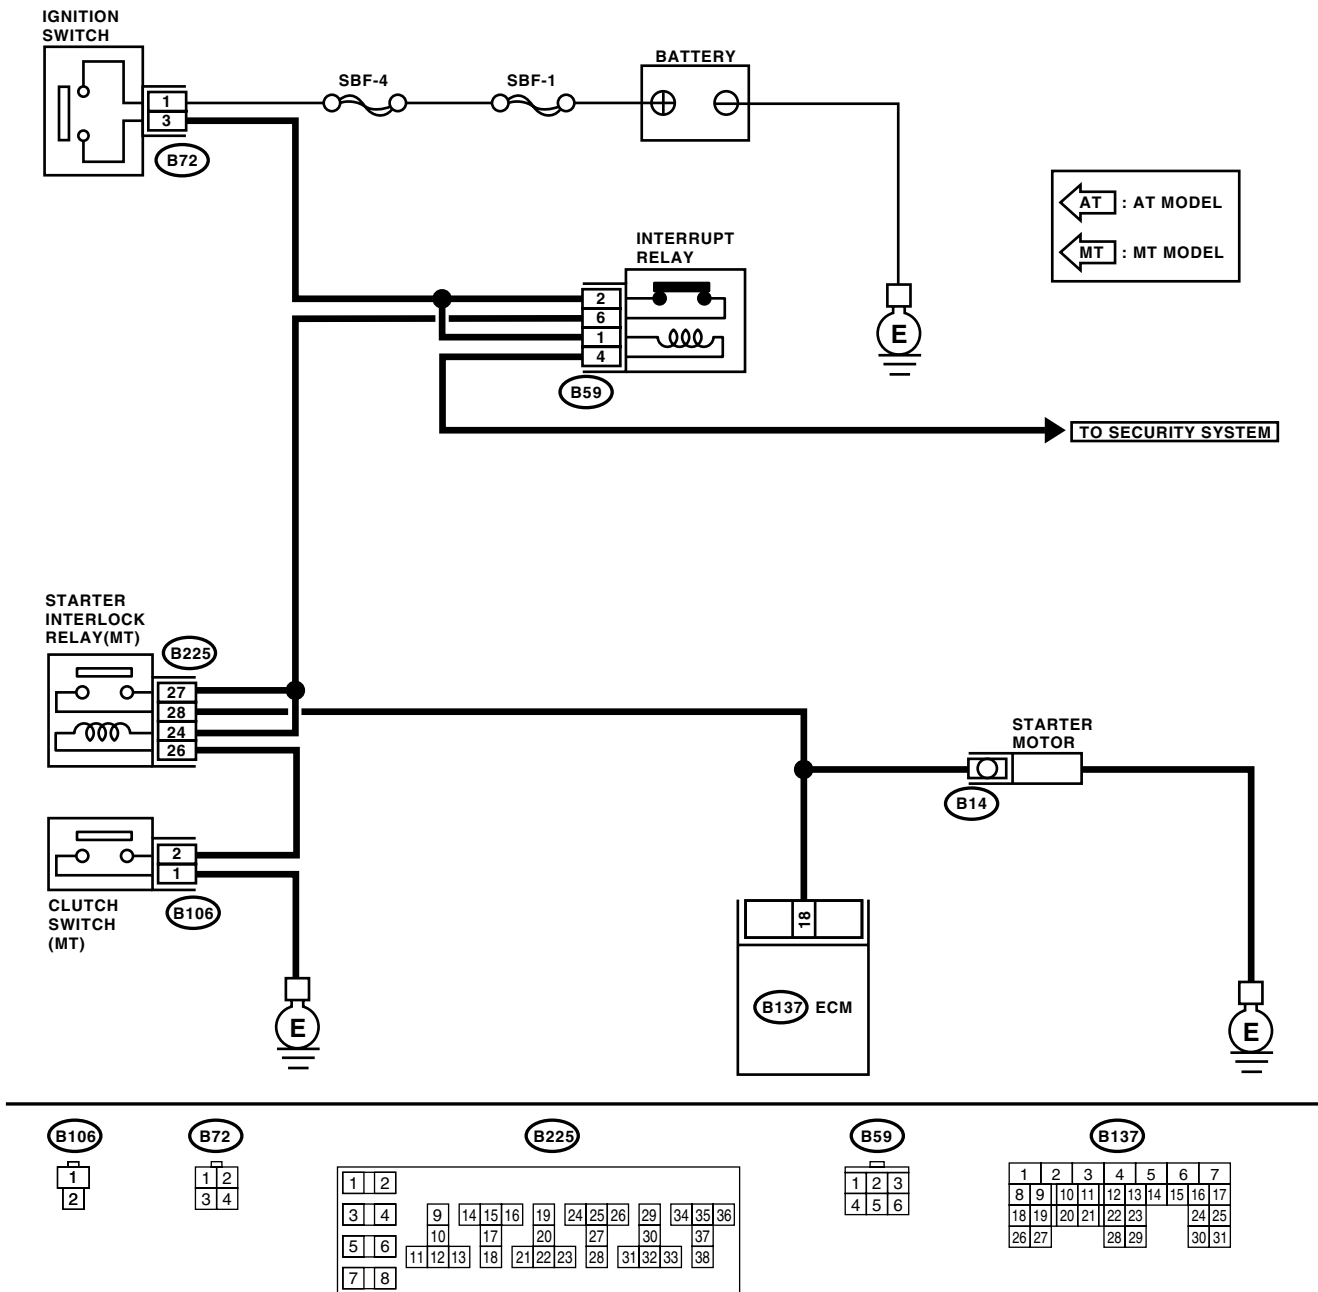 IGNITION
SWITCH
1
3
B72
SBF-4
SBF-1
BATTERY
AT : AT MODEL
MT : MT MODEL
INTERRUPT
RELAY
2
6
1
4
B59
E
TO SECURITY SYSTEM
STARTER
INTERLOCK
RELAY(MT)
B225
27
28
24
26
STARTER
MOTOR
B14
2
1
B106
CLUTCH
SWITCH
(MT)
18
B137 ECM
E
E
B106
1
2
B72
1 2
3 4
B225
1 2
3 4
5 6
7 8
9 14 15 16 19 24 25 26 29 34 35 36
10 17 20 27 30 37
11 12 13 18 21 22 23 28 31 32 33 38
B59
1 2 3
4 5 6
B137
1 2 3 4 5 6 7
8 9 10 11 12 13 14 15 16 17
18 19 20 21 22 23 24 25
26 27 28 29 30 31